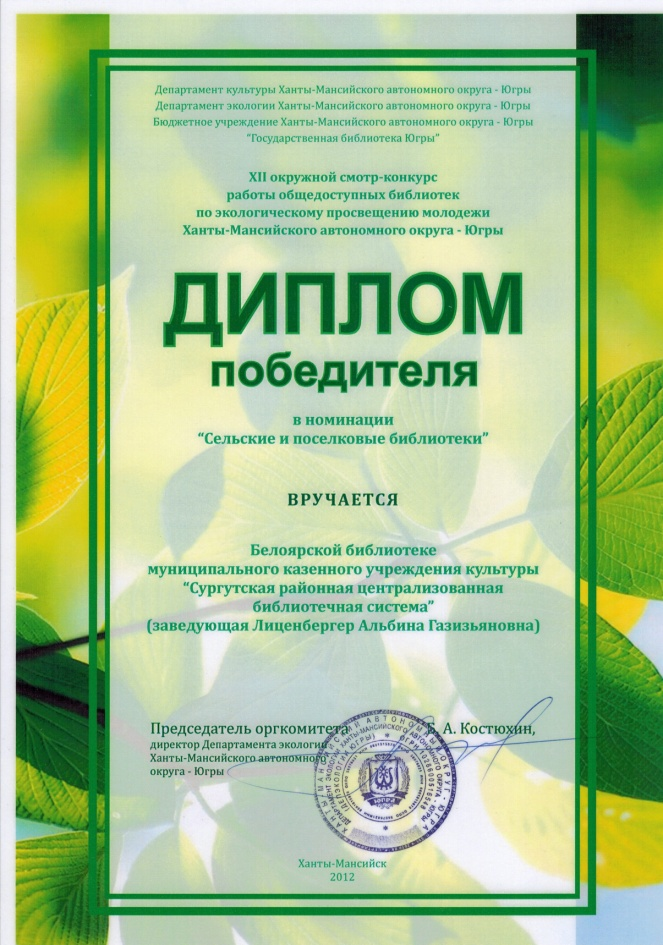 Департамент культуры Ханты-Мансийского автономного округа - Югры
Департамент экологии Ханты-Мансийского автономного округа - Югры
Бюджетное учреждение Ханты-Мансийского автономного округа - Югры
“Государственная библиотека Югры”
XII окружной смотр-конкурс
работы общедоступных библиотек
по экологическому просвещению молодежи
Ханты-Мансийского автономного округа - Югры
ДИПЛОМ
победителя
в номинации
“Сельские и поселковые библиотеки”
ВРУЧАЕТСЯ
Белоярской библиотеке
муниципального казенного учреждения культуры
“Сургутская районная централизованная
библиотечная система”
(заведующая Лиценбергер Альбина Газизьяновна)
Председатель оргкомитета А. Костюхин,
директор Департамента экологии
Ханты-Мансийского автономного
округа - Югры
Ханты-Мансийск
2012